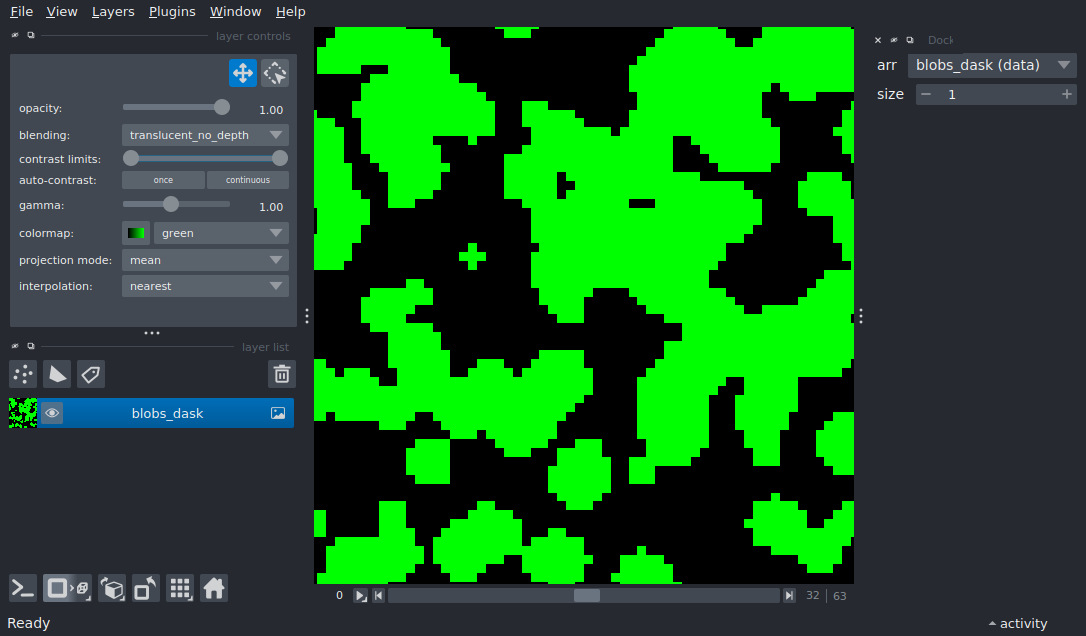 File View Layers Plugins Window Help
layer controls
opacity: 1.00
blending: translucent_no_depth
contrast limits:
auto-contrast: once continuous
gamma: 1.00
colormap: green
projection mode: mean
interpolation: nearest
layer list
blobs_dask
Dock
arr blobs_dask (data)
size 1
0 32 63
Ready
activity